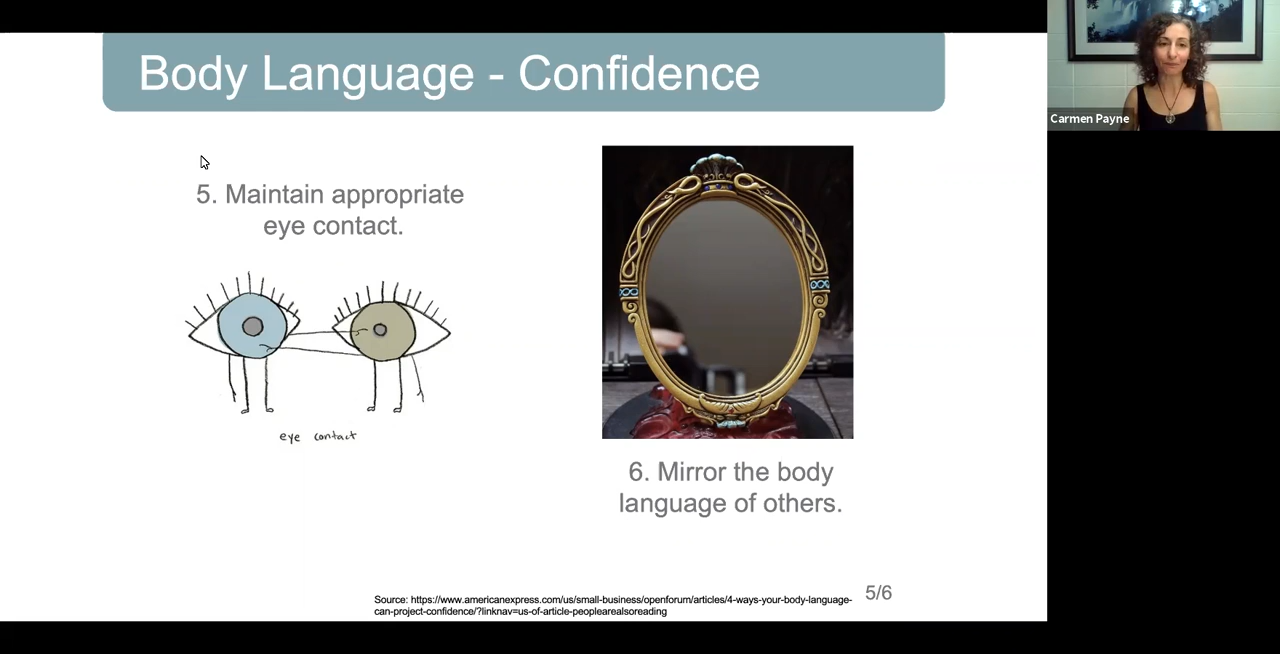 Body Language - Confidence
Carmen Payne
5. Maintain appropriate
eye contact.
eye contact
6. Mirror the body
language of others.
Source: https://www.americanexpress.com/us/small-business/openforum/articles/4-ways-your-body-language-
can-project-confidence/?linknav=us-of-article-peoplearealsoreading
5/6